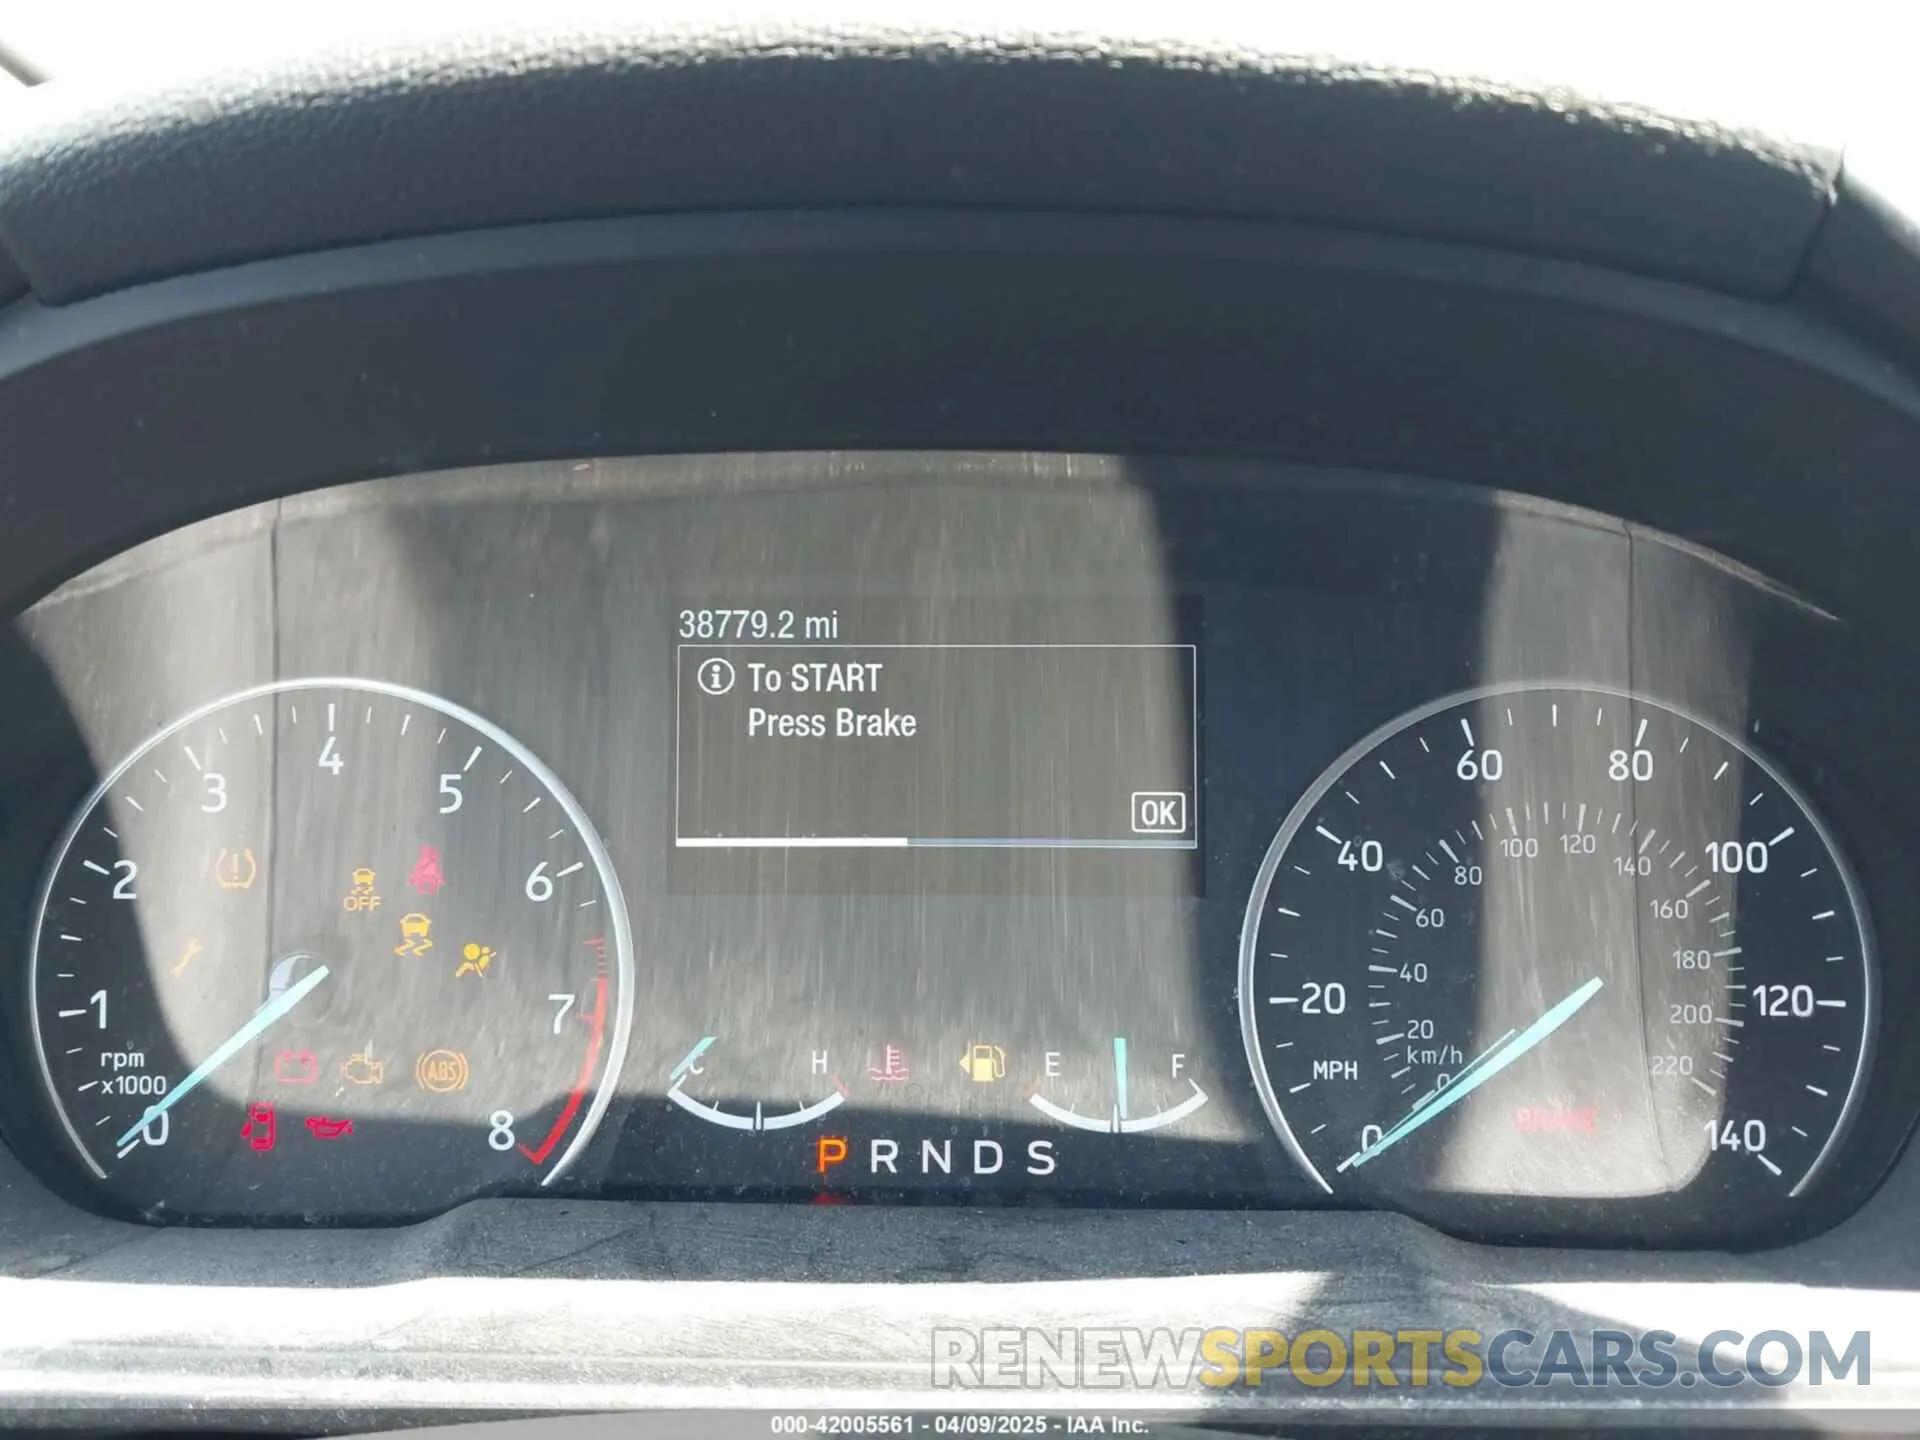 38779.2 mi
i To START
Press Brake
OK
0 1 2 3 4 5 6 7 8
rpm
x1000
OFF
ABS
C H
E F
P R N D S
0 20 40 60 80 100 120 140
MPH
0 20 40 60 80 100 120 140 160 180 200 220
km/h
BRAKE
RENEWSPORTSCARS.COM
000-42005561 - 04/09/2025 - IAA Inc.